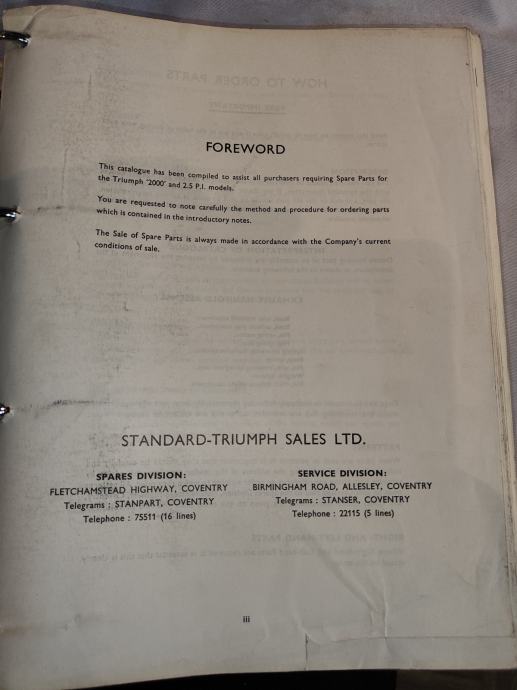 FOREWORD
This catalogue has been compiled to assist all purchasers requiring Spare Parts for
the Triumph '2000' and 2.5 P.I. models.
You are requested to note carefully the method and procedure for ordering parts
which is contained in the introductory notes.
The Sale of Spare Parts is always made in accordance with the Company's current
conditions of sale.
STANDARD-TRIUMPH SALES LTD.
SPARES DIVISION:
FLETCHAMSTEAD HIGHWAY, COVENTRY
Telegrams : STANPART, COVENTRY
Telephone : 75511 (16 lines)
SERVICE DIVISION:
BIRMINGHAM ROAD, ALLESLEY, COVENTRY
Telegrams : STANSER, COVENTRY
Telephone : 22115 (5 lines)
iii